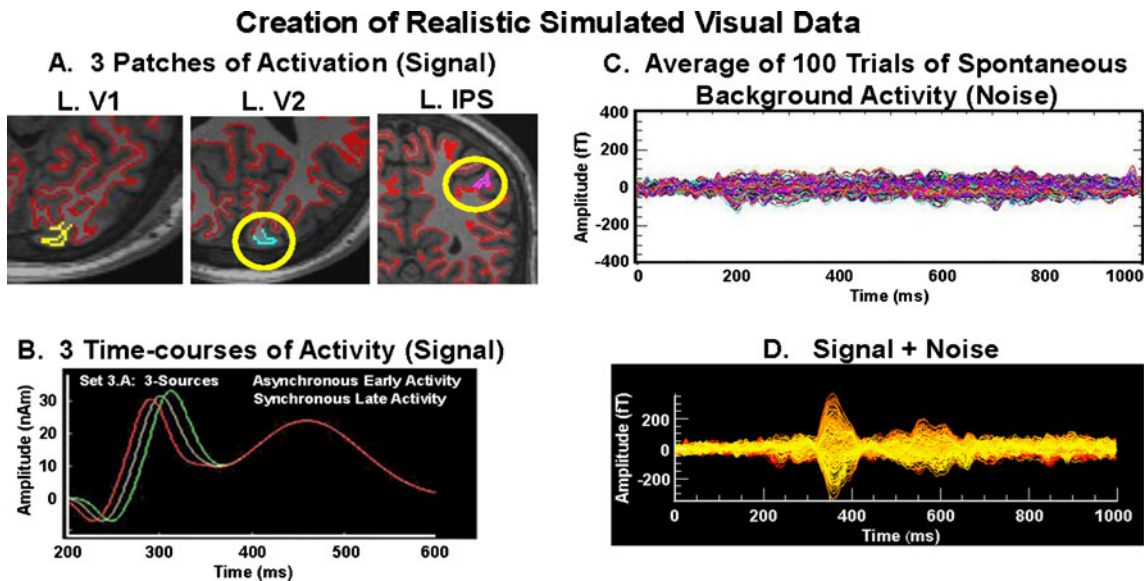 Creation of Realistic Simulated Visual Data
A. 3 Patches of Activation (Signal)
L. V1
L. V2
L. IPS
C. Average of 100 Trials of Spontaneous
Background Activity (Noise)
Amplitude (fT)
400
200
0
-200
-400
0
200
400
600
800
1000
Time (ms)
B. 3 Time-courses of Activity (Signal)
Set 3.A: 3-Sources
Asynchronous Early Activity
Synchronous Late Activity
Amplitude (nAm)
30
20
10
0
200
300
400
500
600
Time (ms)
D. Signal + Noise
Amplitude (fT)
200
0
-200
0
200
400
600
800
1000
Time (ms)